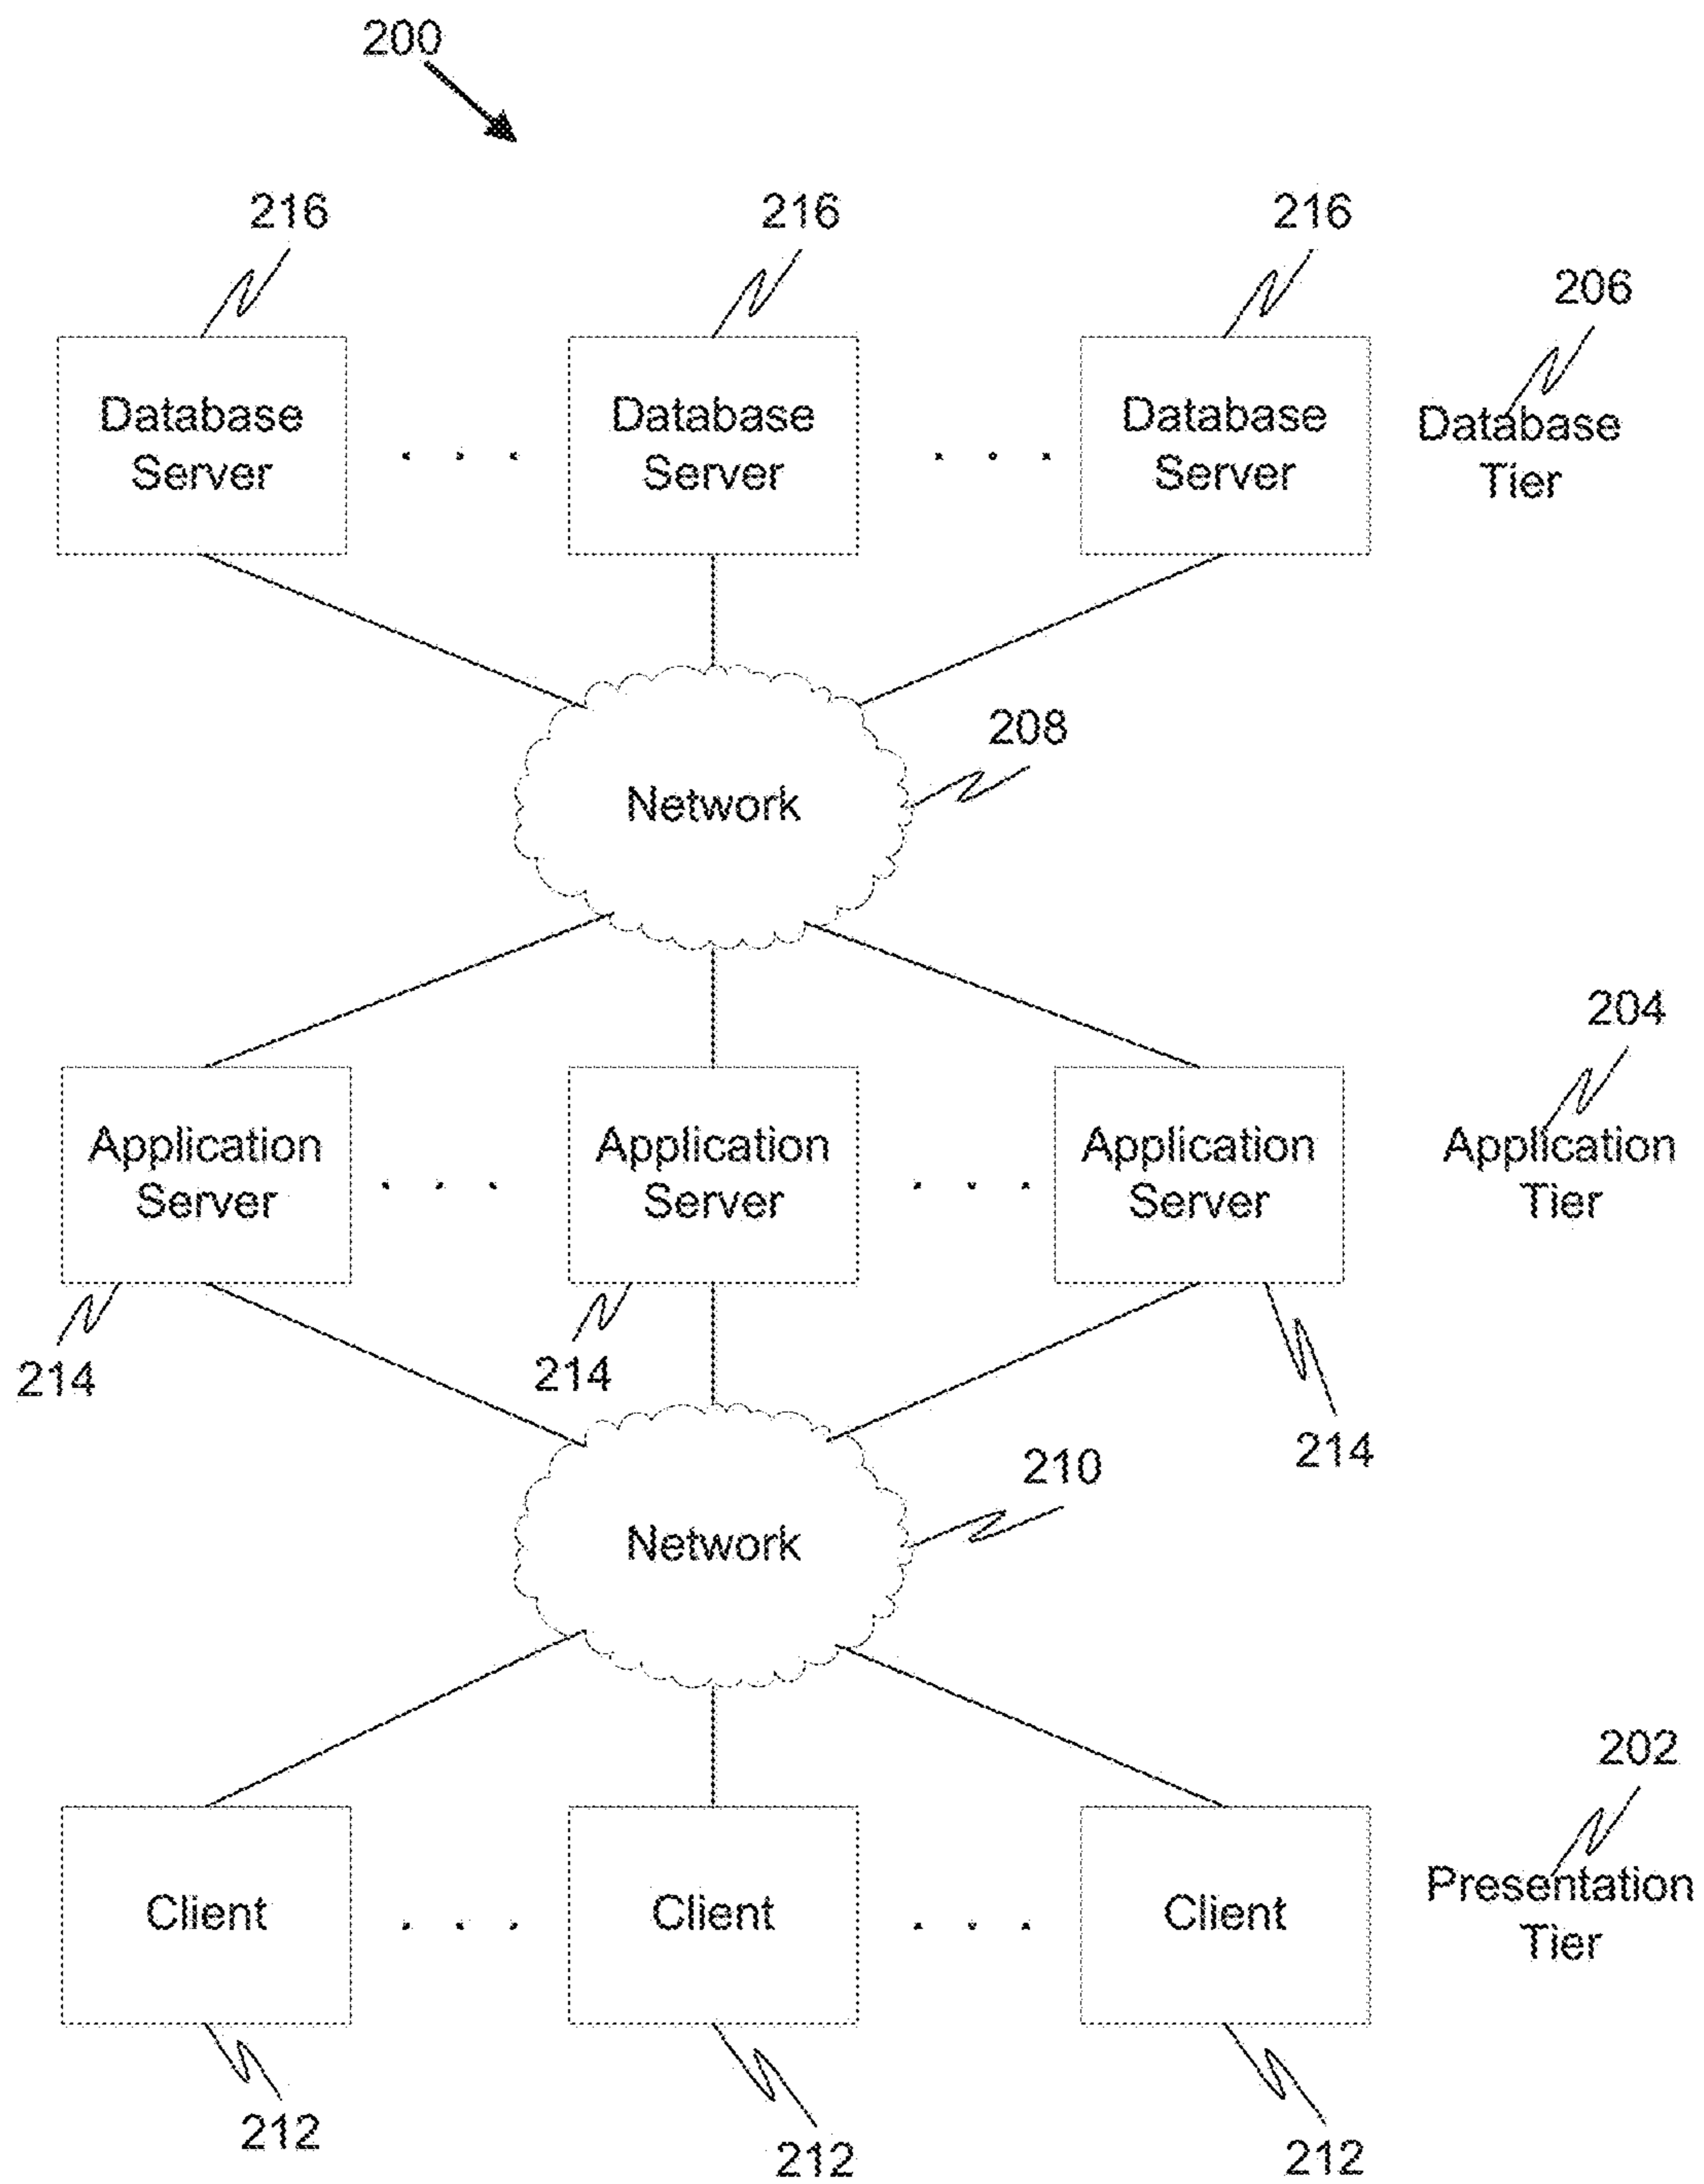 200
216
216
216
206
Database
Server
Database
Server
Database
Server
Database
Tier
208
Network
204
Application
Server
Application
Server
Application
Server
Application
Tier
214
214
214
210
Network
202
Client
Client
Client
Presentation
Tier
212
212
212